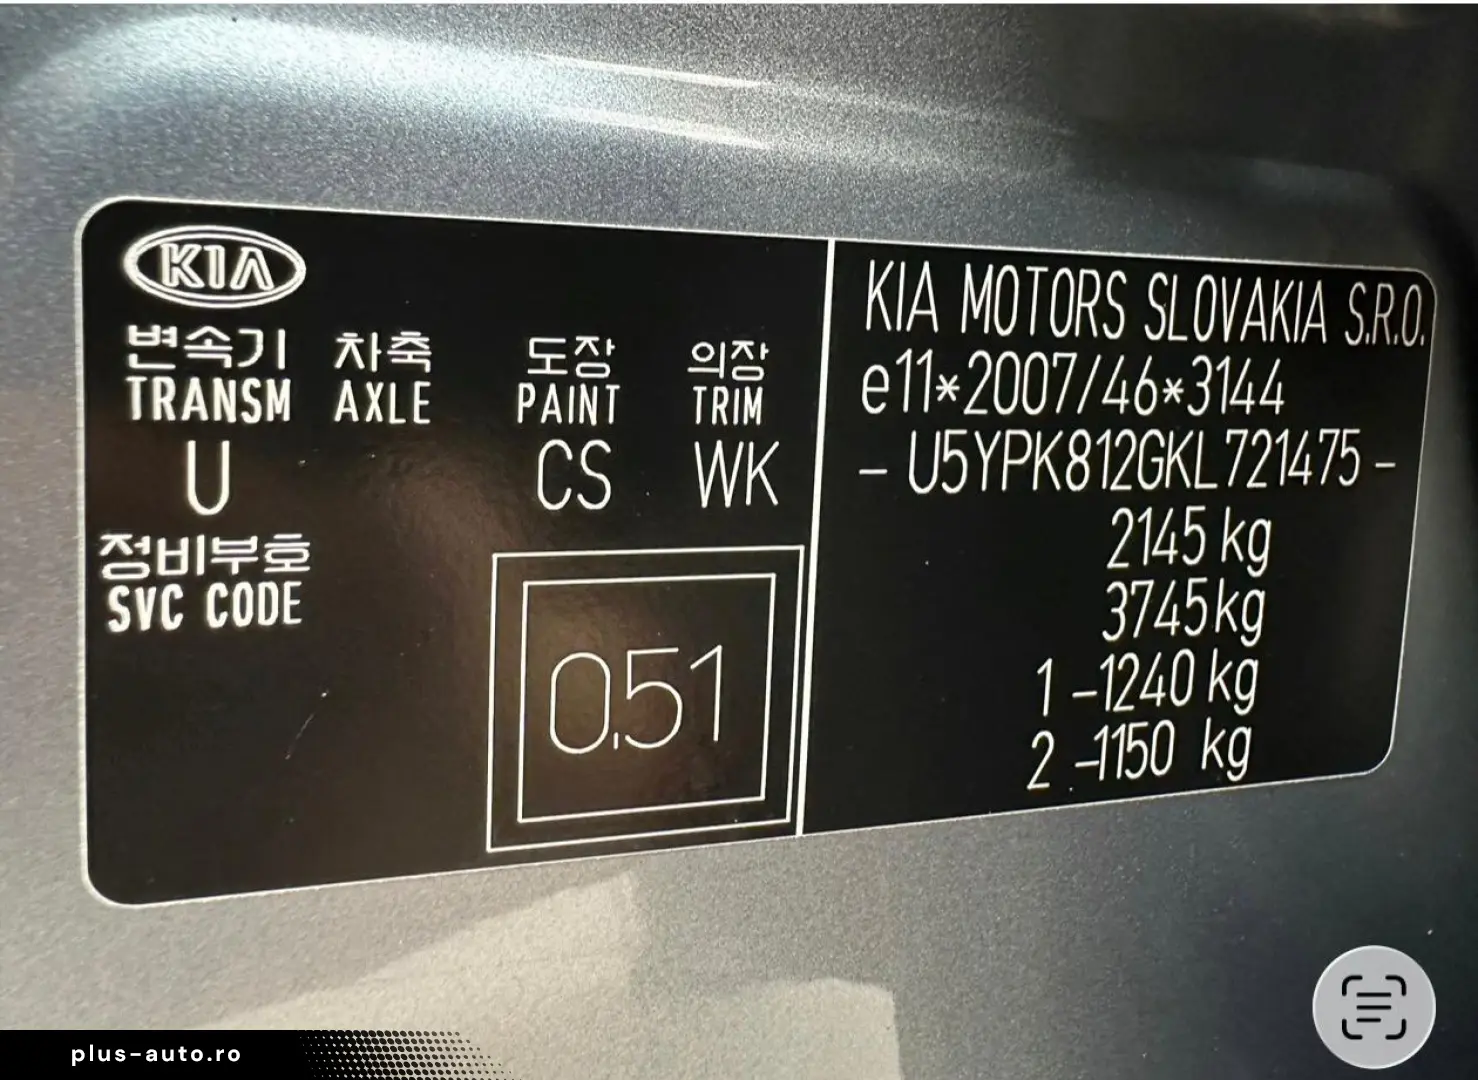 KIA
변속기 차축 도장 의장
TRANSM AXLE PAINT TRIM
U CS WK
정비부호
SVC CODE
0.51
KIA MOTORS SLOVAKIA S.R.O.
e11*2007/46*3144
- U5YPK812GKL721475 -
2145 kg
3745 kg
1 -1240 kg
2 -1150 kg
plus-auto.ro